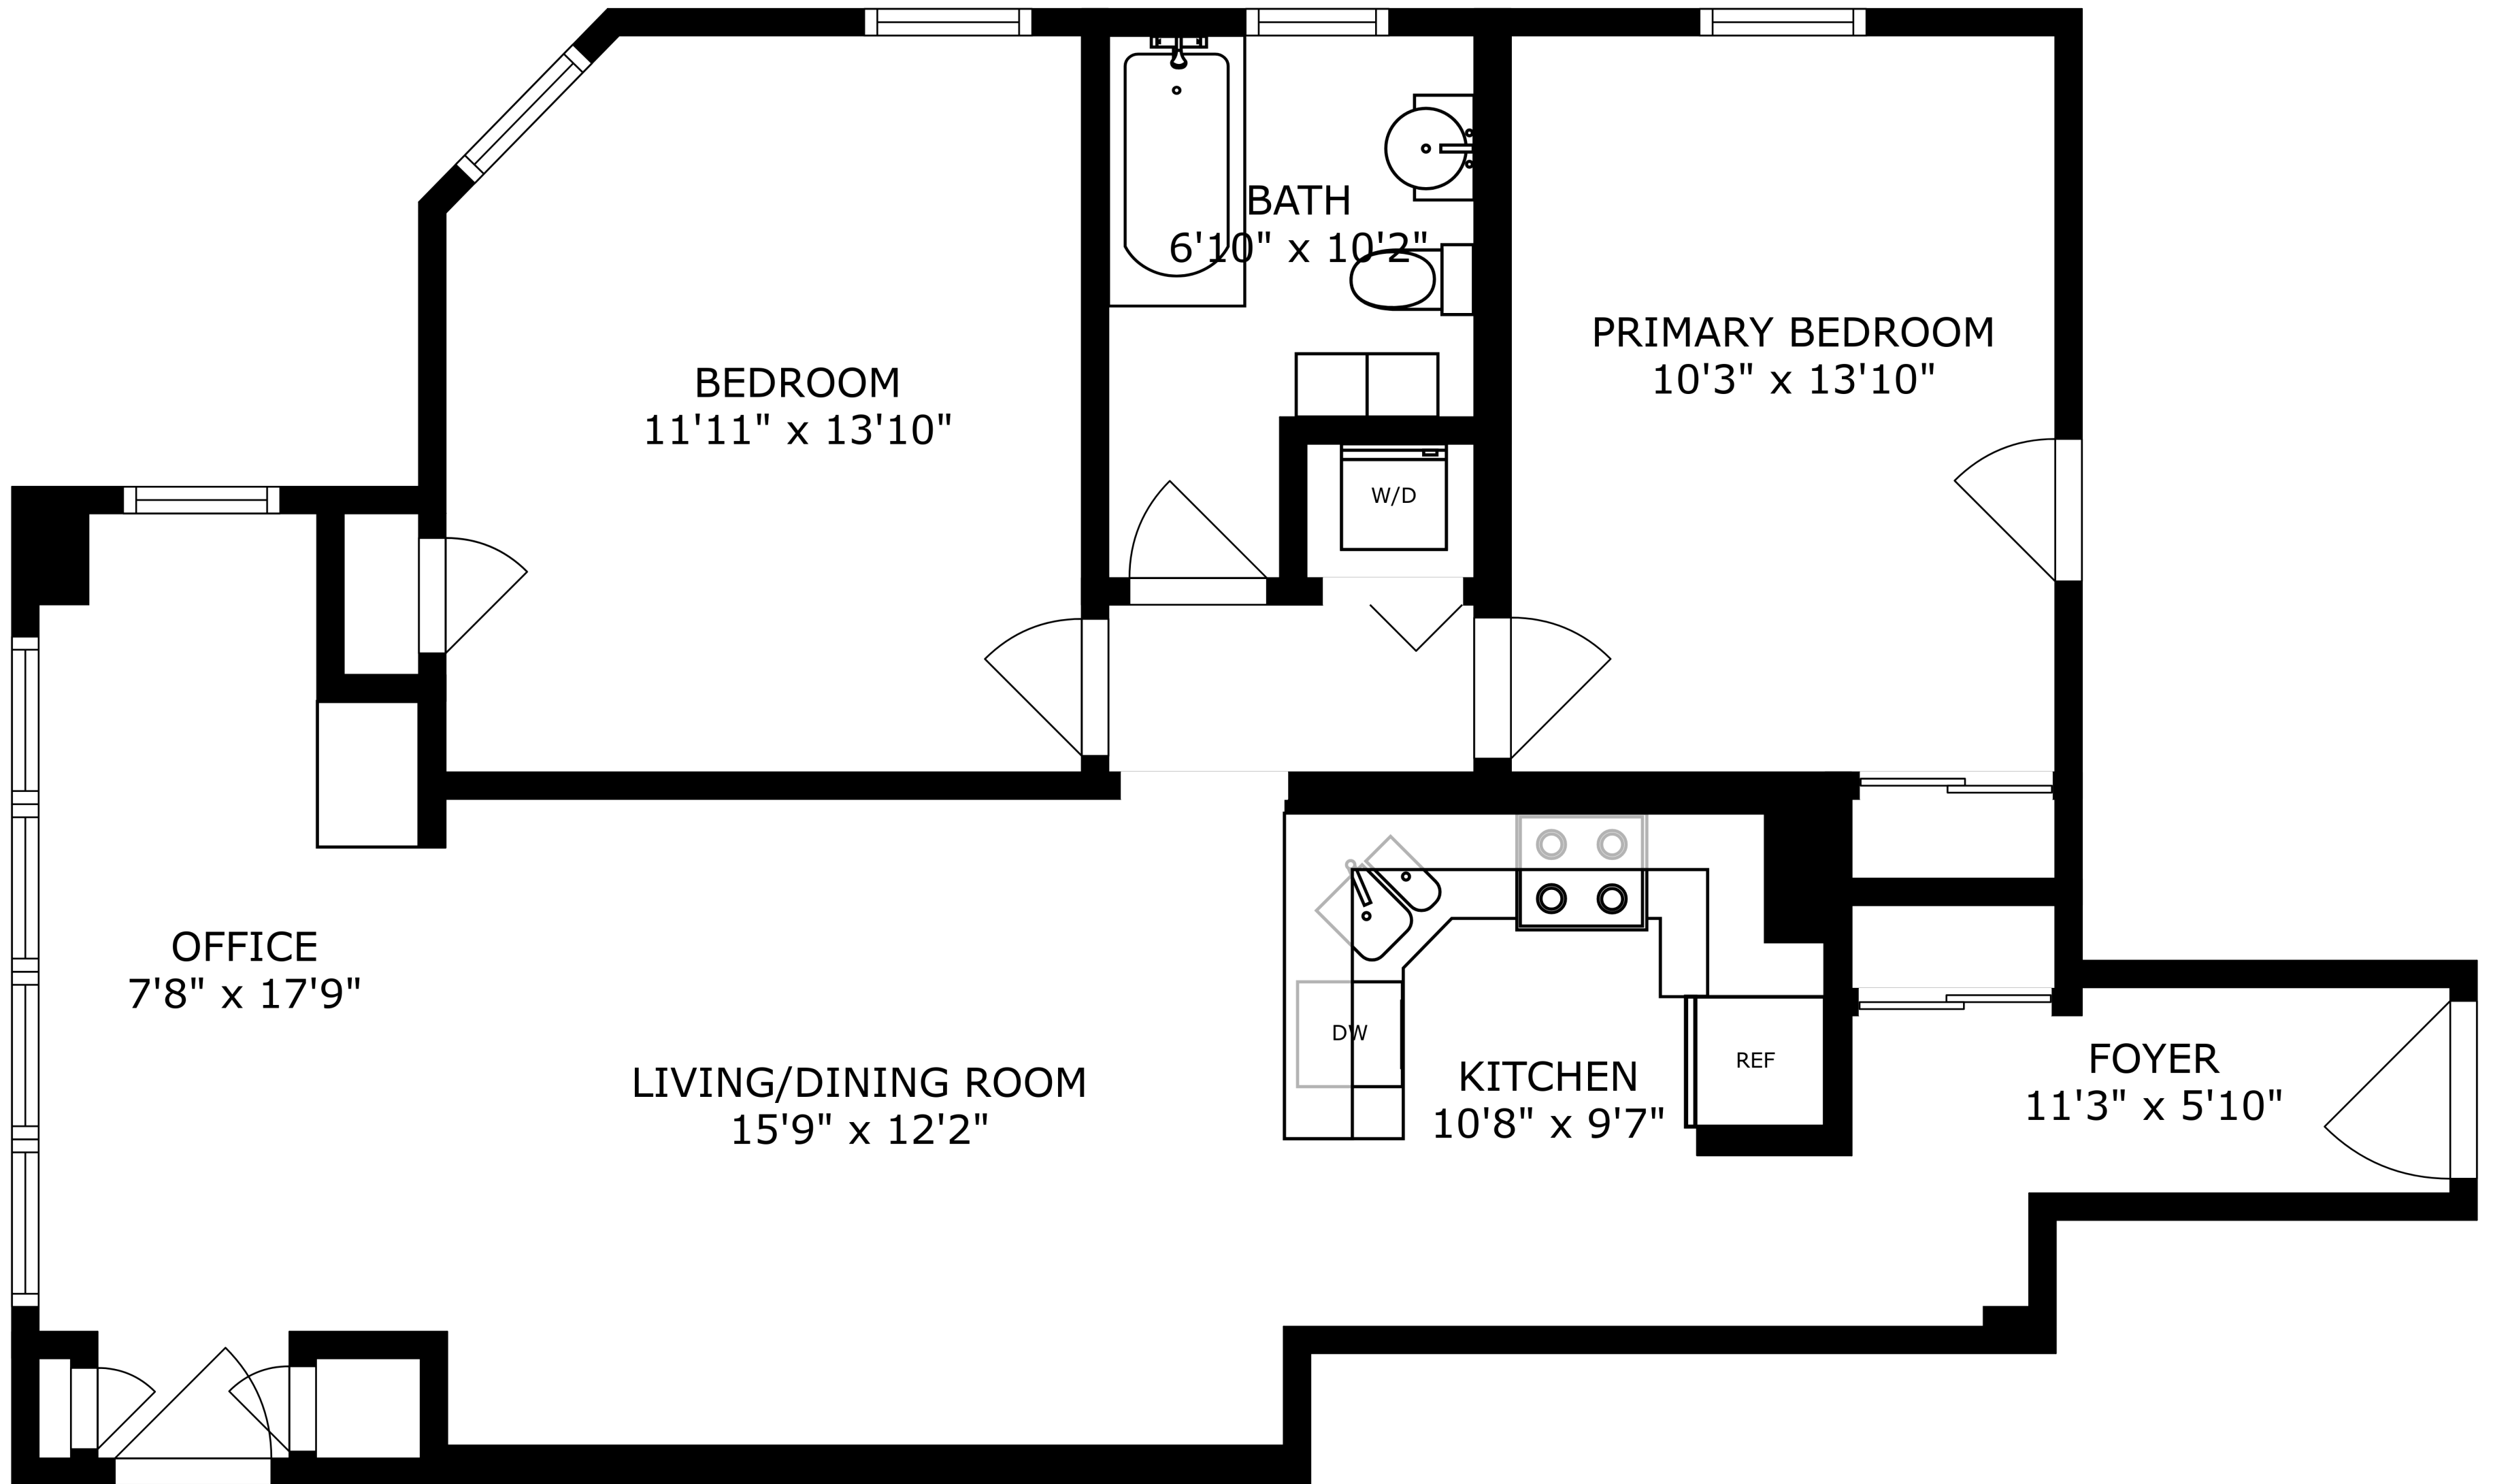 BATH
6'10" x 10'2"
PRIMARY BEDROOM
10'3" x 13'10"
BEDROOM
11'11" x 13'10"
W/D
OFFICE
7'8" x 17'9"
LIVING/DINING ROOM
15'9" x 12'2"
DW
KITCHEN
10'8" x 9'7"
REF
FOYER
11'3" x 5'10"